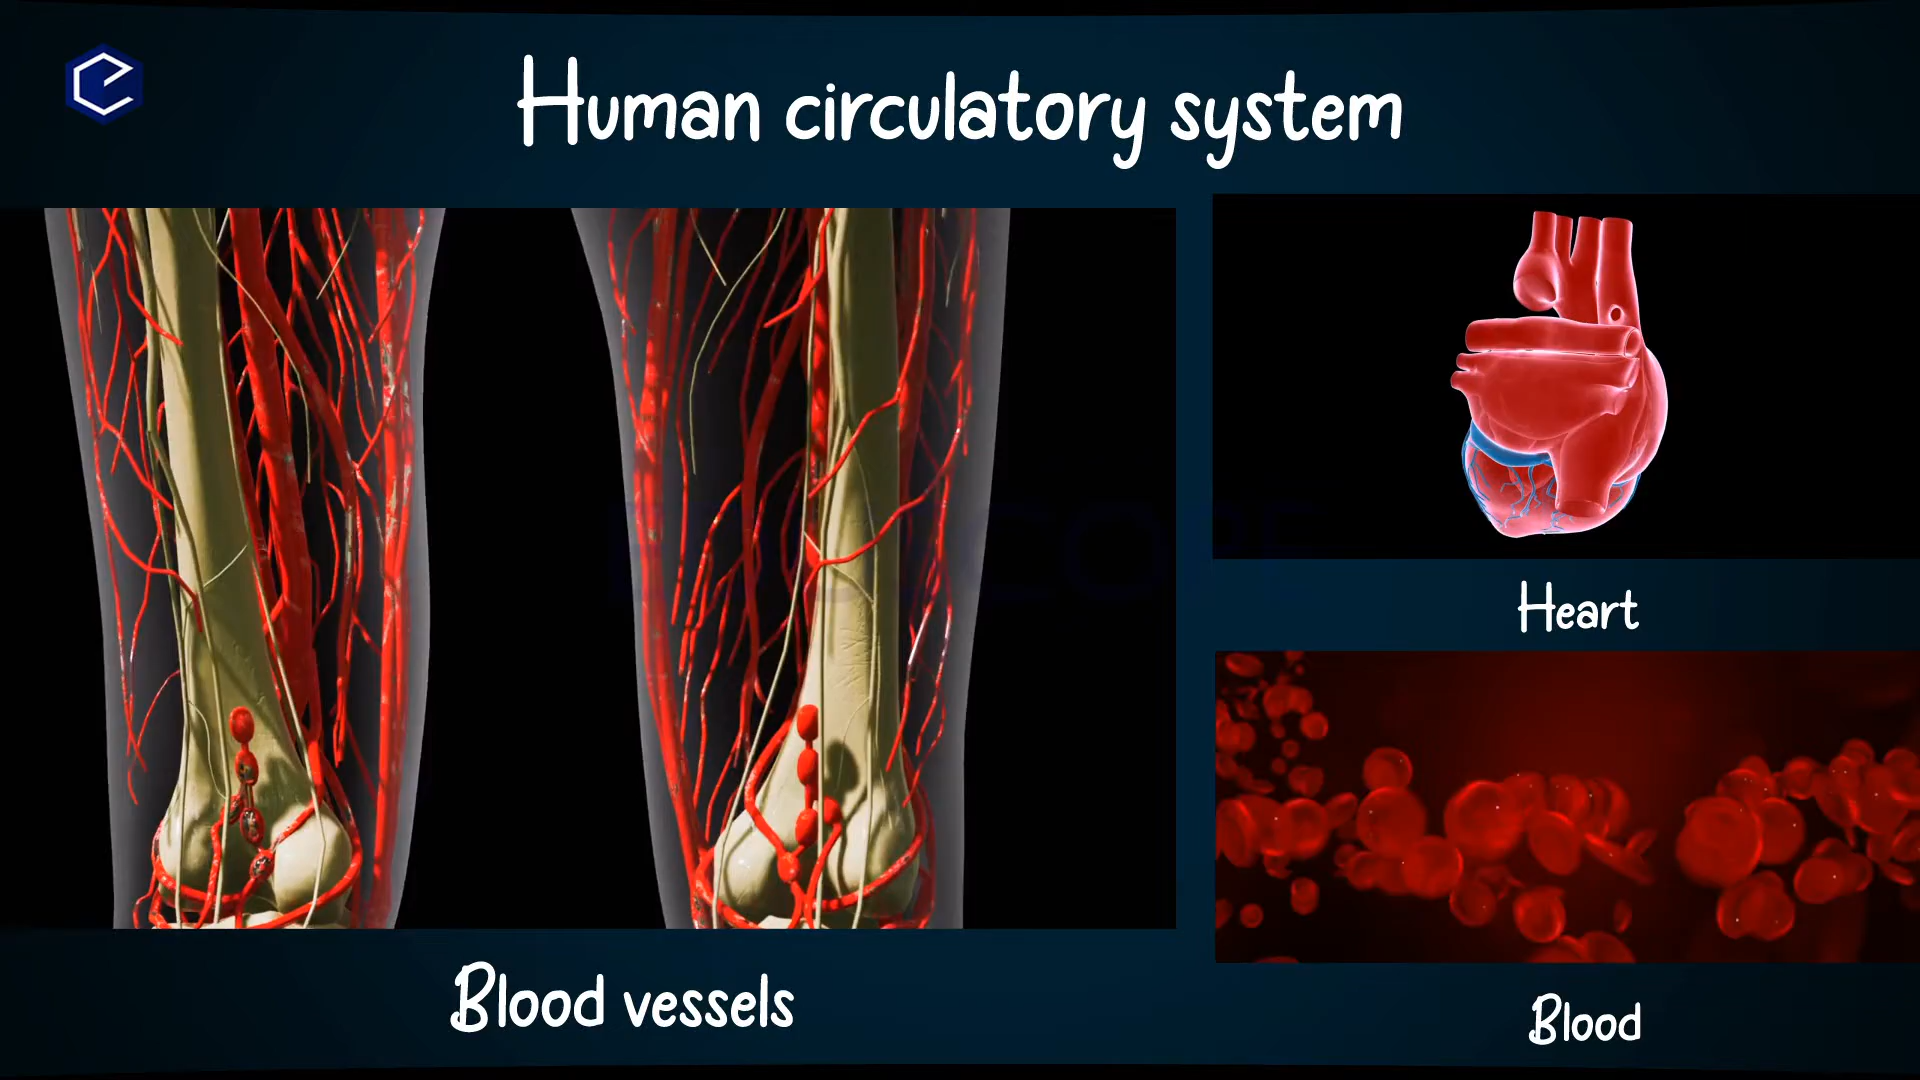 Human circulatory system
Heart
Blood vessels
Blood